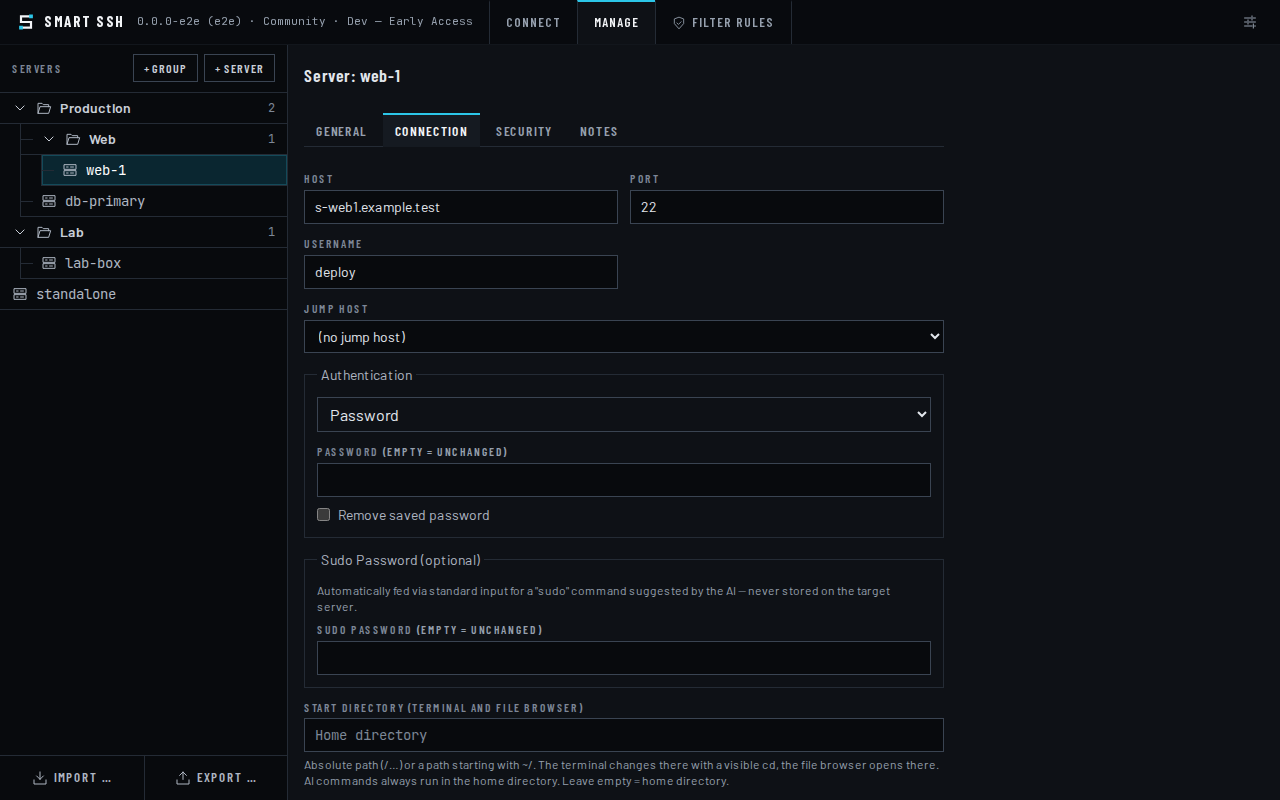 SMART SSH 0.0.0-e2e (e2e) · Community · Dev — Early Access CONNECT MANAGE FILTER RULES
SERVERS + GROUP + SERVER
Production 2
Web 1
web-1
db-primary
Lab 1
lab-box
standalone
IMPORT ... EXPORT ...
Server: web-1
GENERAL CONNECTION SECURITY NOTES
HOST PORT
s-web1.example.test 22
USERNAME
deploy
JUMP HOST
(no jump host)
Authentication
Password
PASSWORD (EMPTY = UNCHANGED)
Remove saved password
Sudo Password (optional)
Automatically fed via standard input for a "sudo" command suggested by the AI — never stored on the target
server.
SUDO PASSWORD (EMPTY = UNCHANGED)
START DIRECTORY (TERMINAL AND FILE BROWSER)
Home directory
Absolute path (/...) or a path starting with ~/. The terminal changes there with a visible cd, the file browser opens there.
AI commands always run in the home directory. Leave empty = home directory.